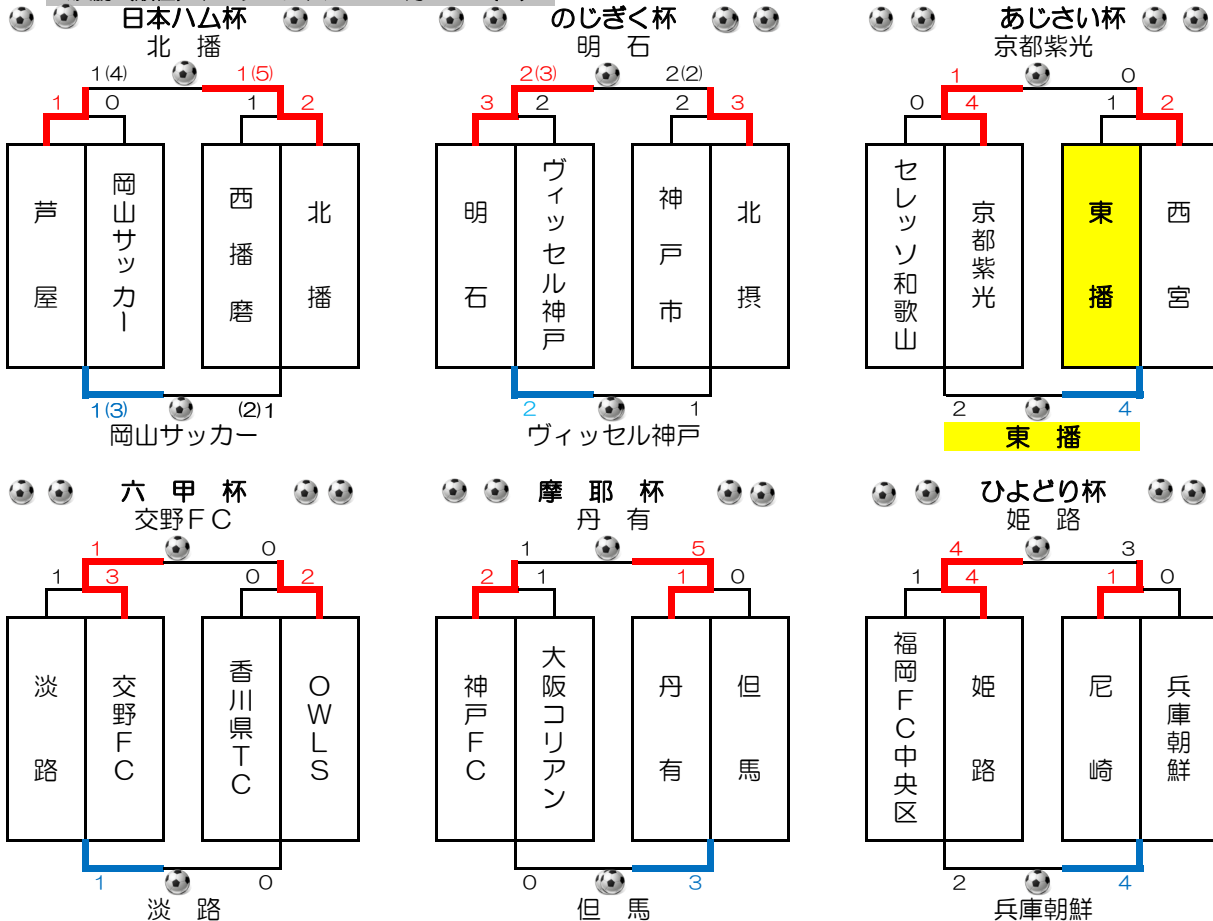 日本ハム杯
北 播
1(4) 1(5)
1 0 1 2
芦屋 岡山サッカー 西播磨 北播
1(3) (2)1
岡山サッカー
のじぎく杯
明 石
2(3) 2(2)
3 2 2 3
明石 ヴィッセル神戸 神戸市 北摂
2 1
ヴィッセル神戸
あじさい杯
京都紫光
1 0
0 4 1 2
セレッソ和歌山 京都紫光 東播 西宮
2 4
東 播
六 甲 杯
交野FC
1 0
1 3 0 2
淡路 交野FC 香川県TC OWLS
1 0
淡 路
摩 耶 杯
丹 有
1 5
2 1 1 0
神戸FC 大阪コリアン 丹有 但馬
0 3
但 馬
ひよどり杯
姫 路
4 3
1 4 1 0
福岡FC中央区 姫路 尼崎 兵庫朝鮮
2 4
兵庫朝鮮